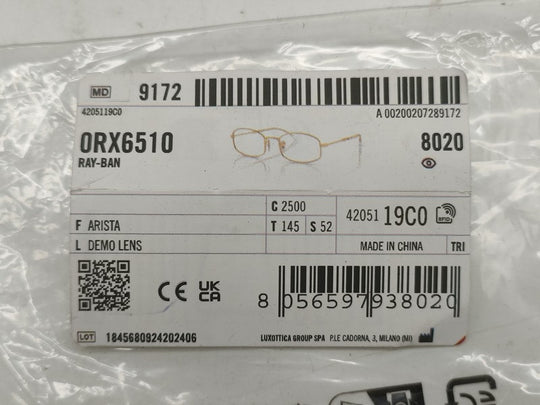 MD 9172
4205119C0
A 00200207289172
0RX6510
RAY-BAN
8020
C 2500
F ARISTA
T 145 S 52
42051 19C0 RFID
L DEMO LENS
MADE IN CHINA TRI
CE UK CA
8 056597 938020
LOT 1845680924202406
LUXOTTICA GROUP SPA P.LE CADORNA, 3, MILANO (MI)
CE